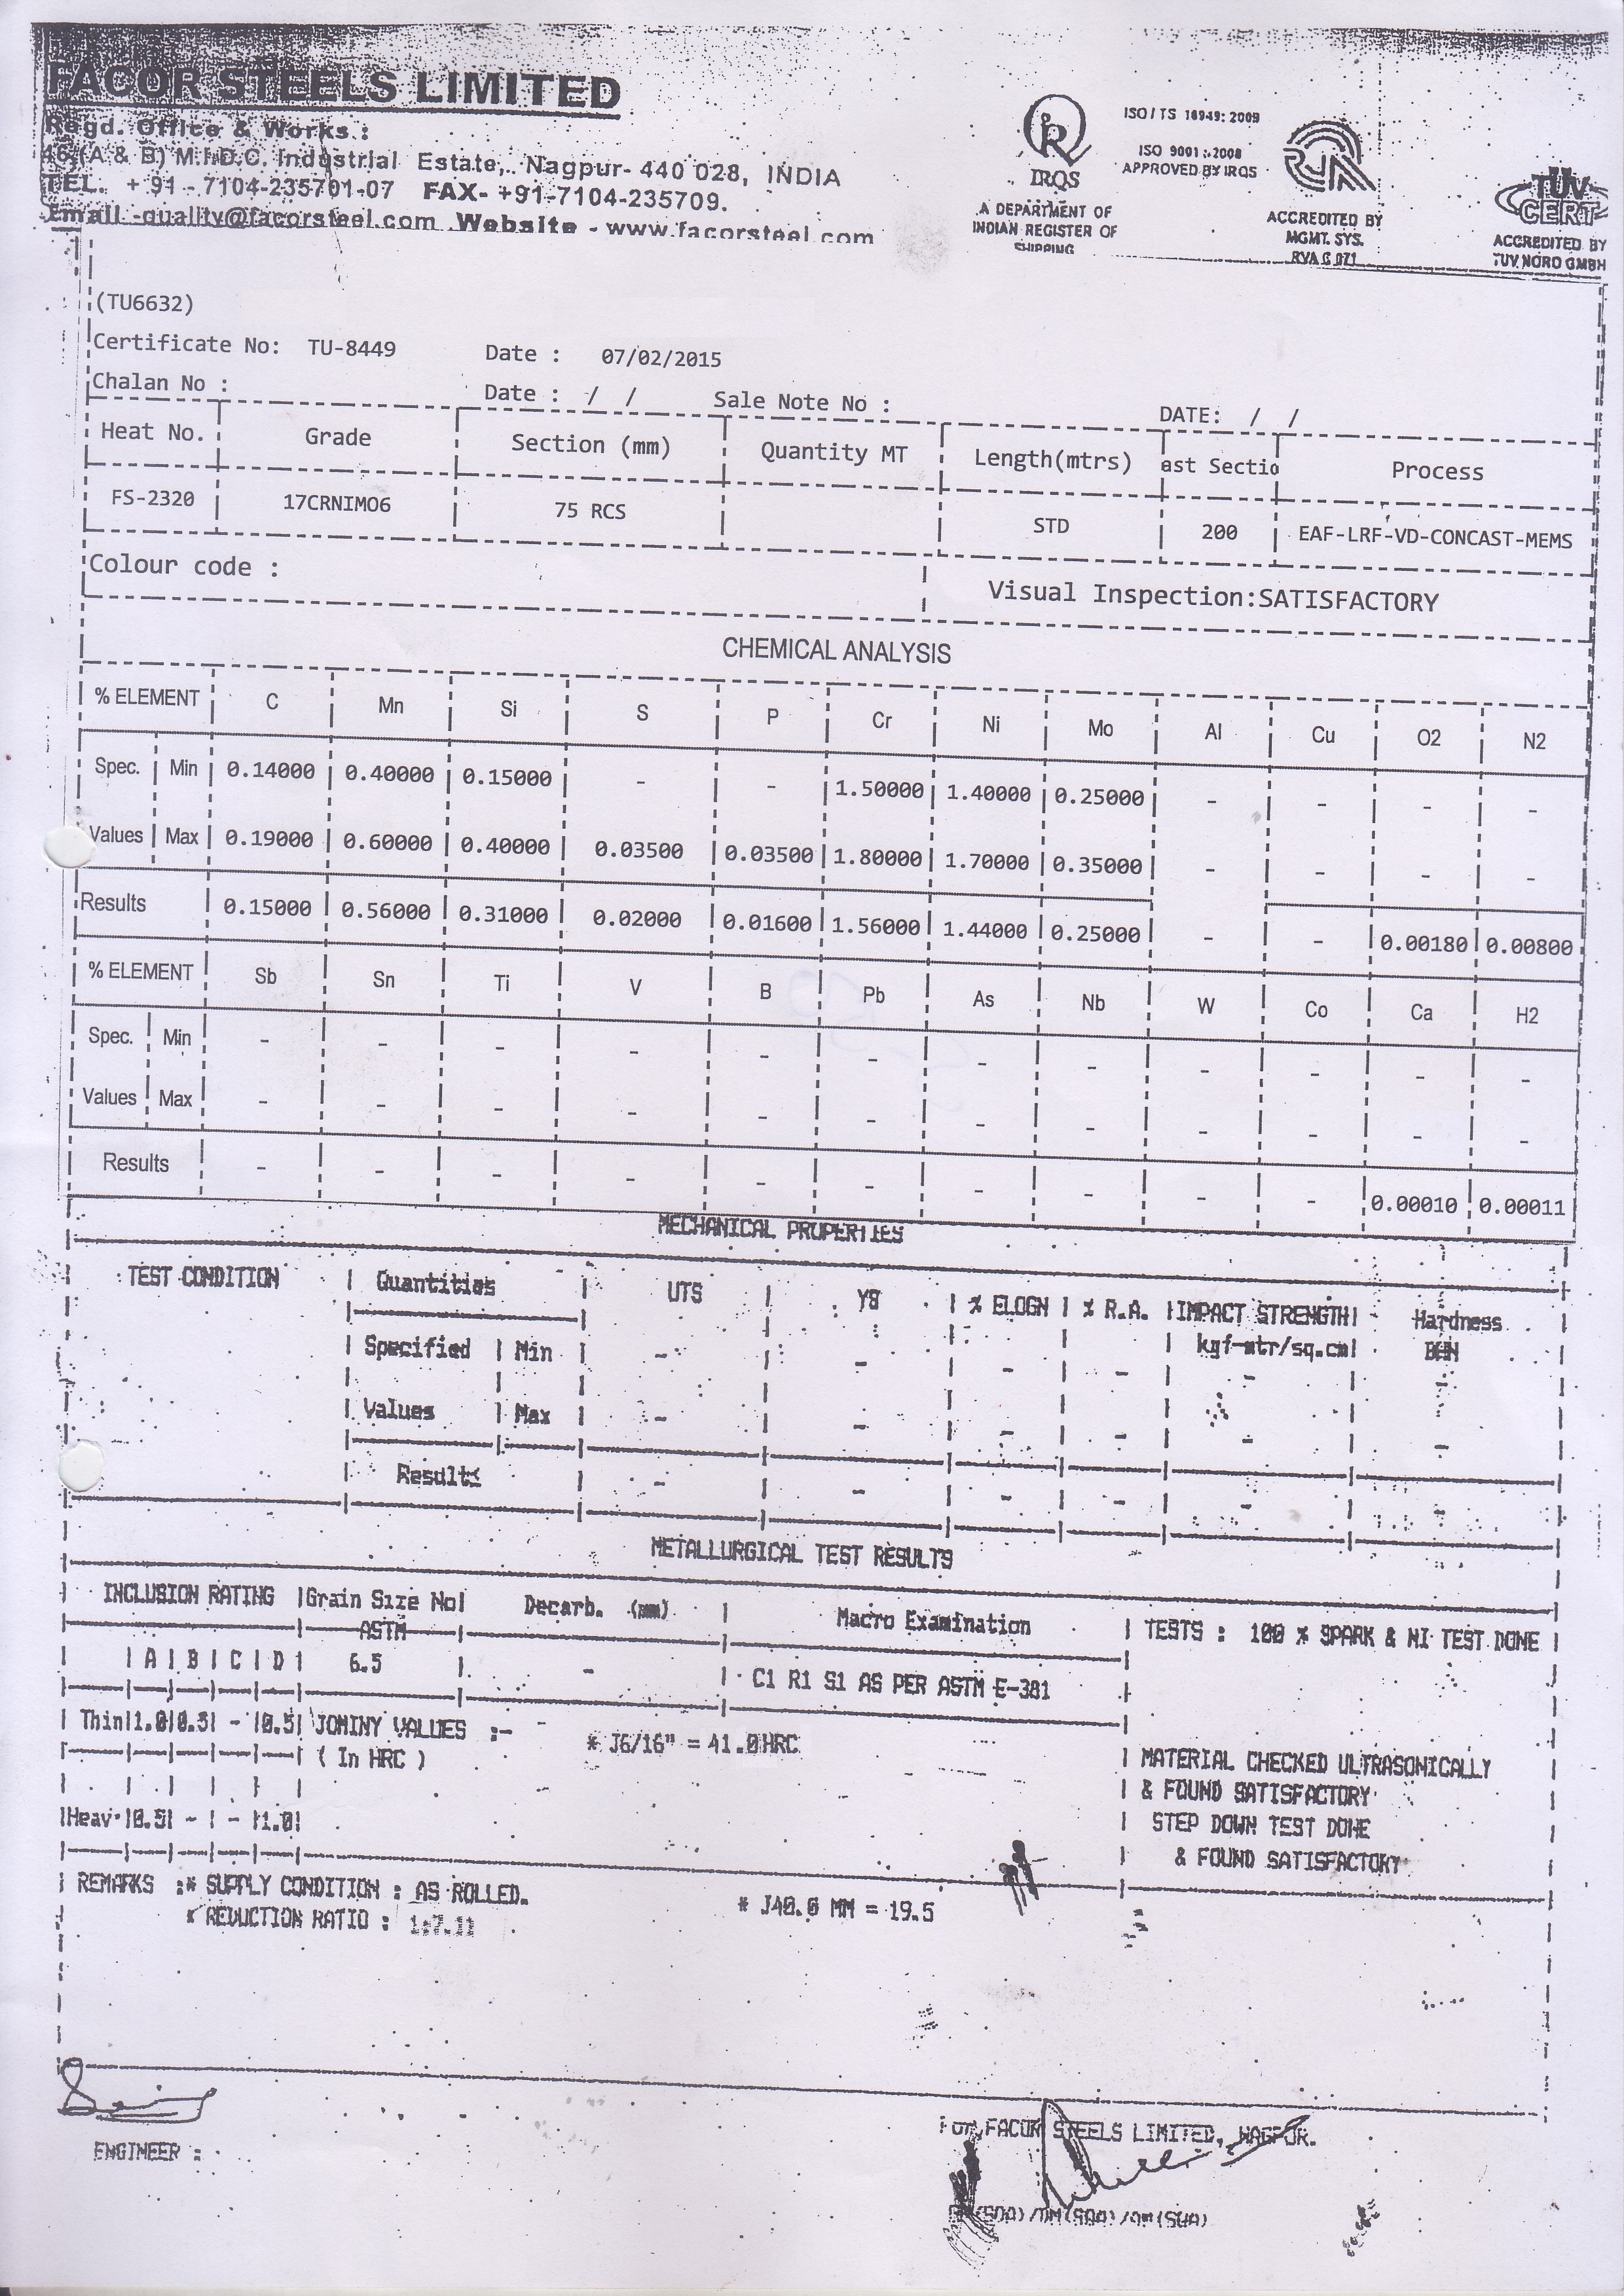 FACOR STEELS LIMITED
Regd. Office & Works :
46,(A & B) M.I.D.C. Industrial Estate,. Nagpur- 440 028, INDIA
TEL. + 91 - 7104-235701-07 FAX- +91-7104-235709.
Email -quality@facorsteel.com Website - www.facorsteel.com
IRQS
A DEPARTMENT OF
INDIAN REGISTER OF
SHIPPING
ISO / TS 16949: 2009
ISO 9001 : 2008
APPROVED BY IRQS
ACCREDITED BY
MGMT. SYS.
RVA C 071
TÜV
CERT
ACCREDITED BY
TUV NORD GMBH
(TU6632)
Certificate No: TU-8449 Date : 07/02/2015
Chalan No : Date : / / Sale Note No : DATE: / /
Heat No. Grade Section (mm) Quantity MT Length(mtrs) ast Sectio Process
FS-2320 17CRNIMO6 75 RCS STD 200 EAF-LRF-VD-CONCAST-MEMS
Colour code : Visual Inspection:SATISFACTORY
CHEMICAL ANALYSIS
% ELEMENT C Mn Si S P Cr Ni Mo Al Cu O2 N2
Spec. Min 0.14000 0.40000 0.15000 - - 1.50000 1.40000 0.25000 - - - -
Values Max 0.19000 0.60000 0.40000 0.03500 0.03500 1.80000 1.70000 0.35000 - - - -
Results 0.15000 0.56000 0.31000 0.02000 0.01600 1.56000 1.44000 0.25000 - - 0.00180 0.00800
% ELEMENT Sb Sn Ti V B Pb As Nb W Co Ca H2
Spec. Min - - - - - - - - - - - -
Values Max - - - - - - - - - - - -
Results - - - - - - - - - - 0.00010 0.00011
MECHANICAL PROPERTIES
TEST CONDITION Quantities UTS YS % ELOGN % R.A. IMPACT STRENGTH Hardness
Specified Min - - - - kgf-mtr/sq.cm - BHN -
Values Max - - - - - -
Results - - - - - -
METALLURGICAL TEST RESULTS
INCLUSION RATING Grain Size No Decarb. (mm) Macro Examination TESTS : 100 % SPARK & NI TEST DONE
ASTM
A B C D 6.5 - C1 R1 S1 AS PER ASTM E-381
Thin 1.0 0.5 - 0.5 JOMINY VALUES :- * J6/16" = 41.0 HRC
( In HRC ) MATERIAL CHECKED ULTRASONICALLY
& FOUND SATISFACTORY
Heav 0.5 - - 1.0 STEP DOWN TEST DONE
& FOUND SATISFACTORY
REMARKS :* SUPPLY CONDITION : AS ROLLED. * J40.0 MM = 19.5
* REDUCTION RATIO : 1:7.11
ENGINEER :
For,FACOR STEELS LIMITED, NAGPUR.